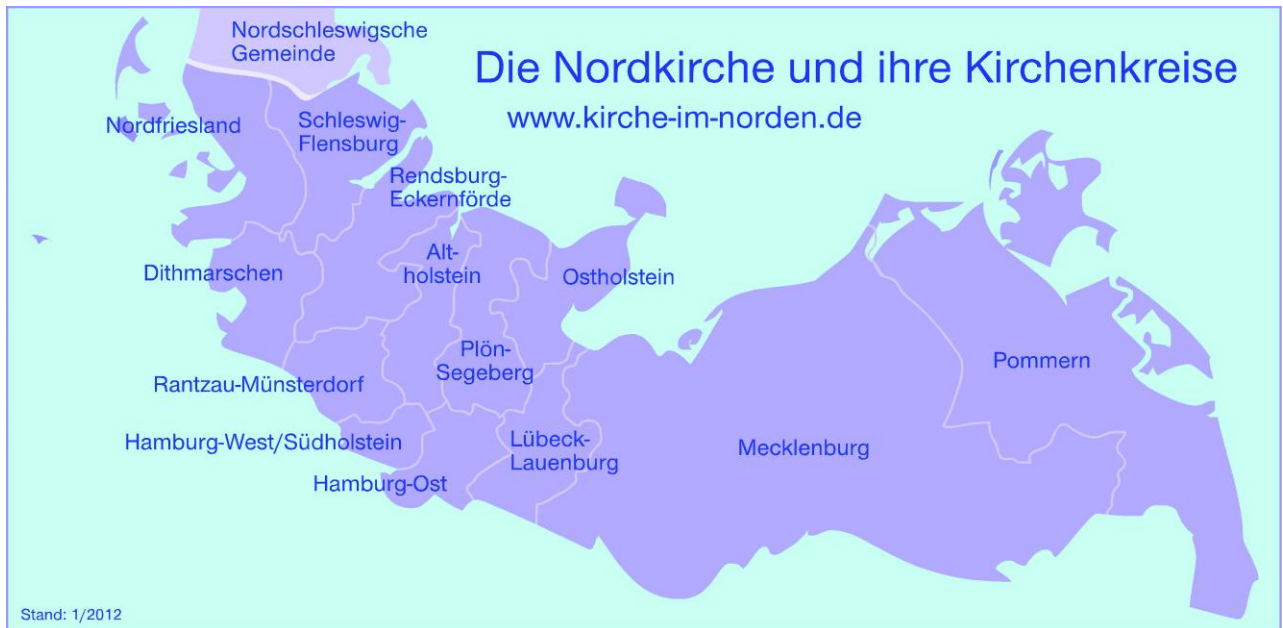 Nordschleswigsche
Gemeinde
Die Nordkirche und ihre Kirchenkreise
www.kirche-im-norden.de
Nordfriesland
Schleswig-
Flensburg
Rendsburg-
Eckernförde
Dithmarschen
Alt-
holstein
Ostholstein
Plön-
Segeberg
Pommern
Rantzau-Münsterdorf
Hamburg-West/Südholstein
Lübeck-
Lauenburg
Mecklenburg
Hamburg-Ost
Stand: 1/2012